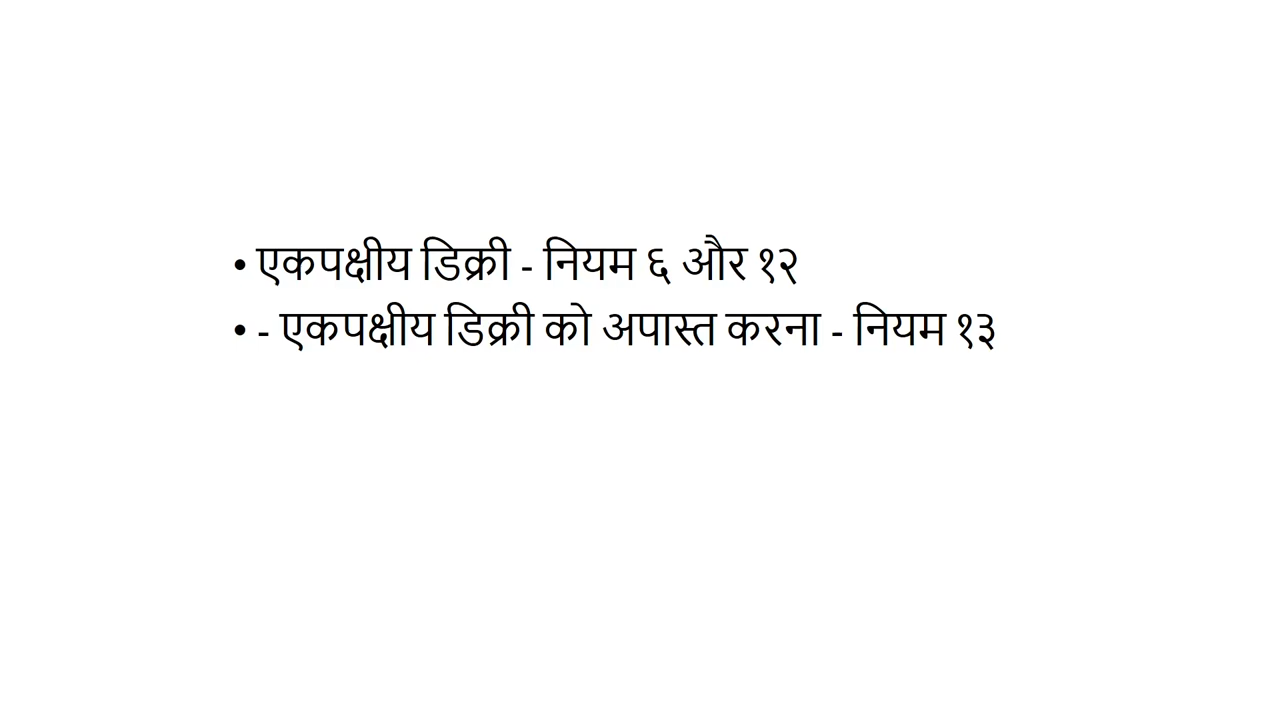 • एकपक्षीय डिक्री - नियम ६ और १२
• - एकपक्षीय डिक्री को अपास्त करना - नियम १३